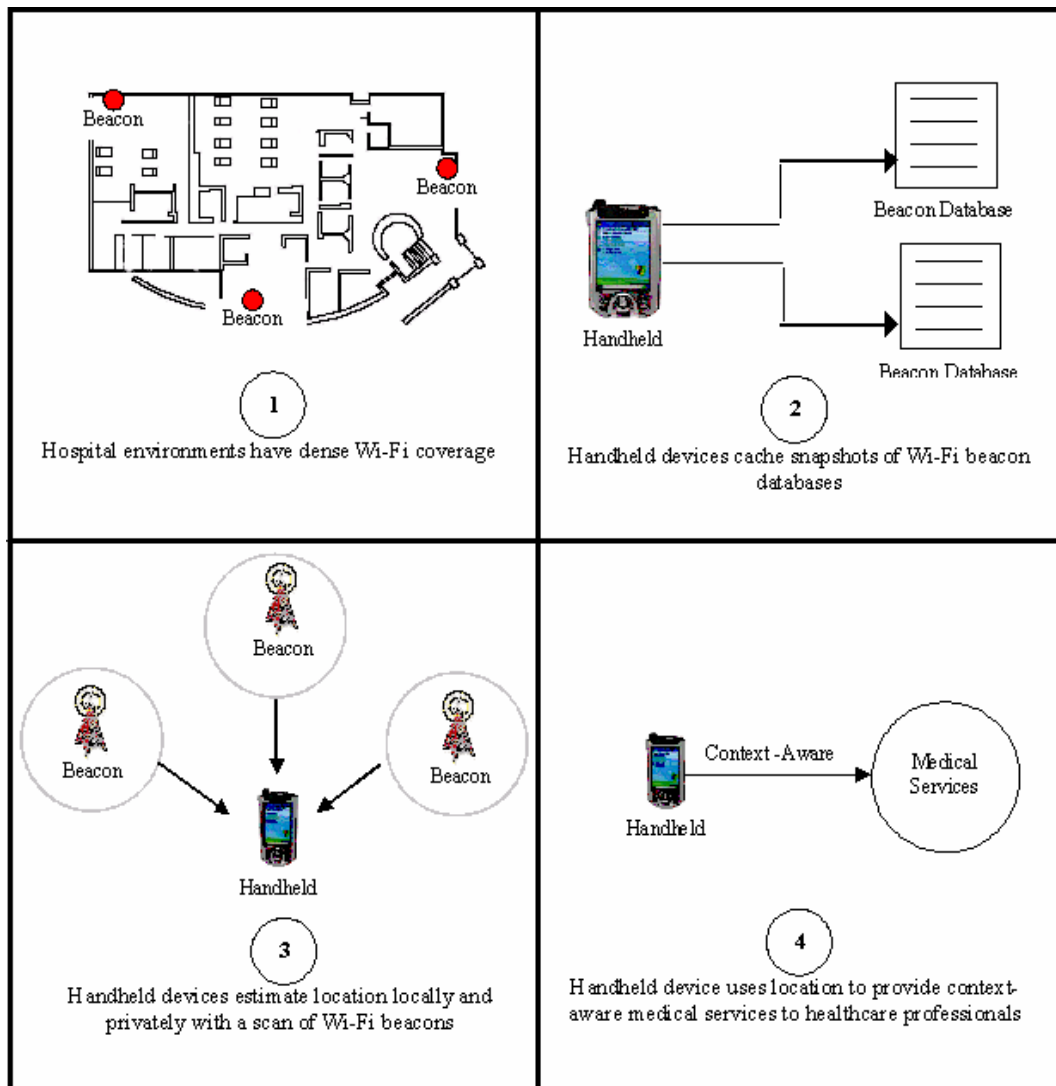 Beacon
Beacon
Beacon
1
Hospital environments have dense Wi-Fi coverage
Beacon Database
Handheld
Beacon Database
2
Handheld devices cache snapshots of Wi-Fi beacon
databases
Beacon
Beacon
Beacon
Handheld
3
Handheld devices estimate location locally and
privately with a scan of Wi-Fi beacons
Context -Aware
Medical
Services
Handheld
4
Handheld device uses location to provide context-
aware medical services to healthcare professionals